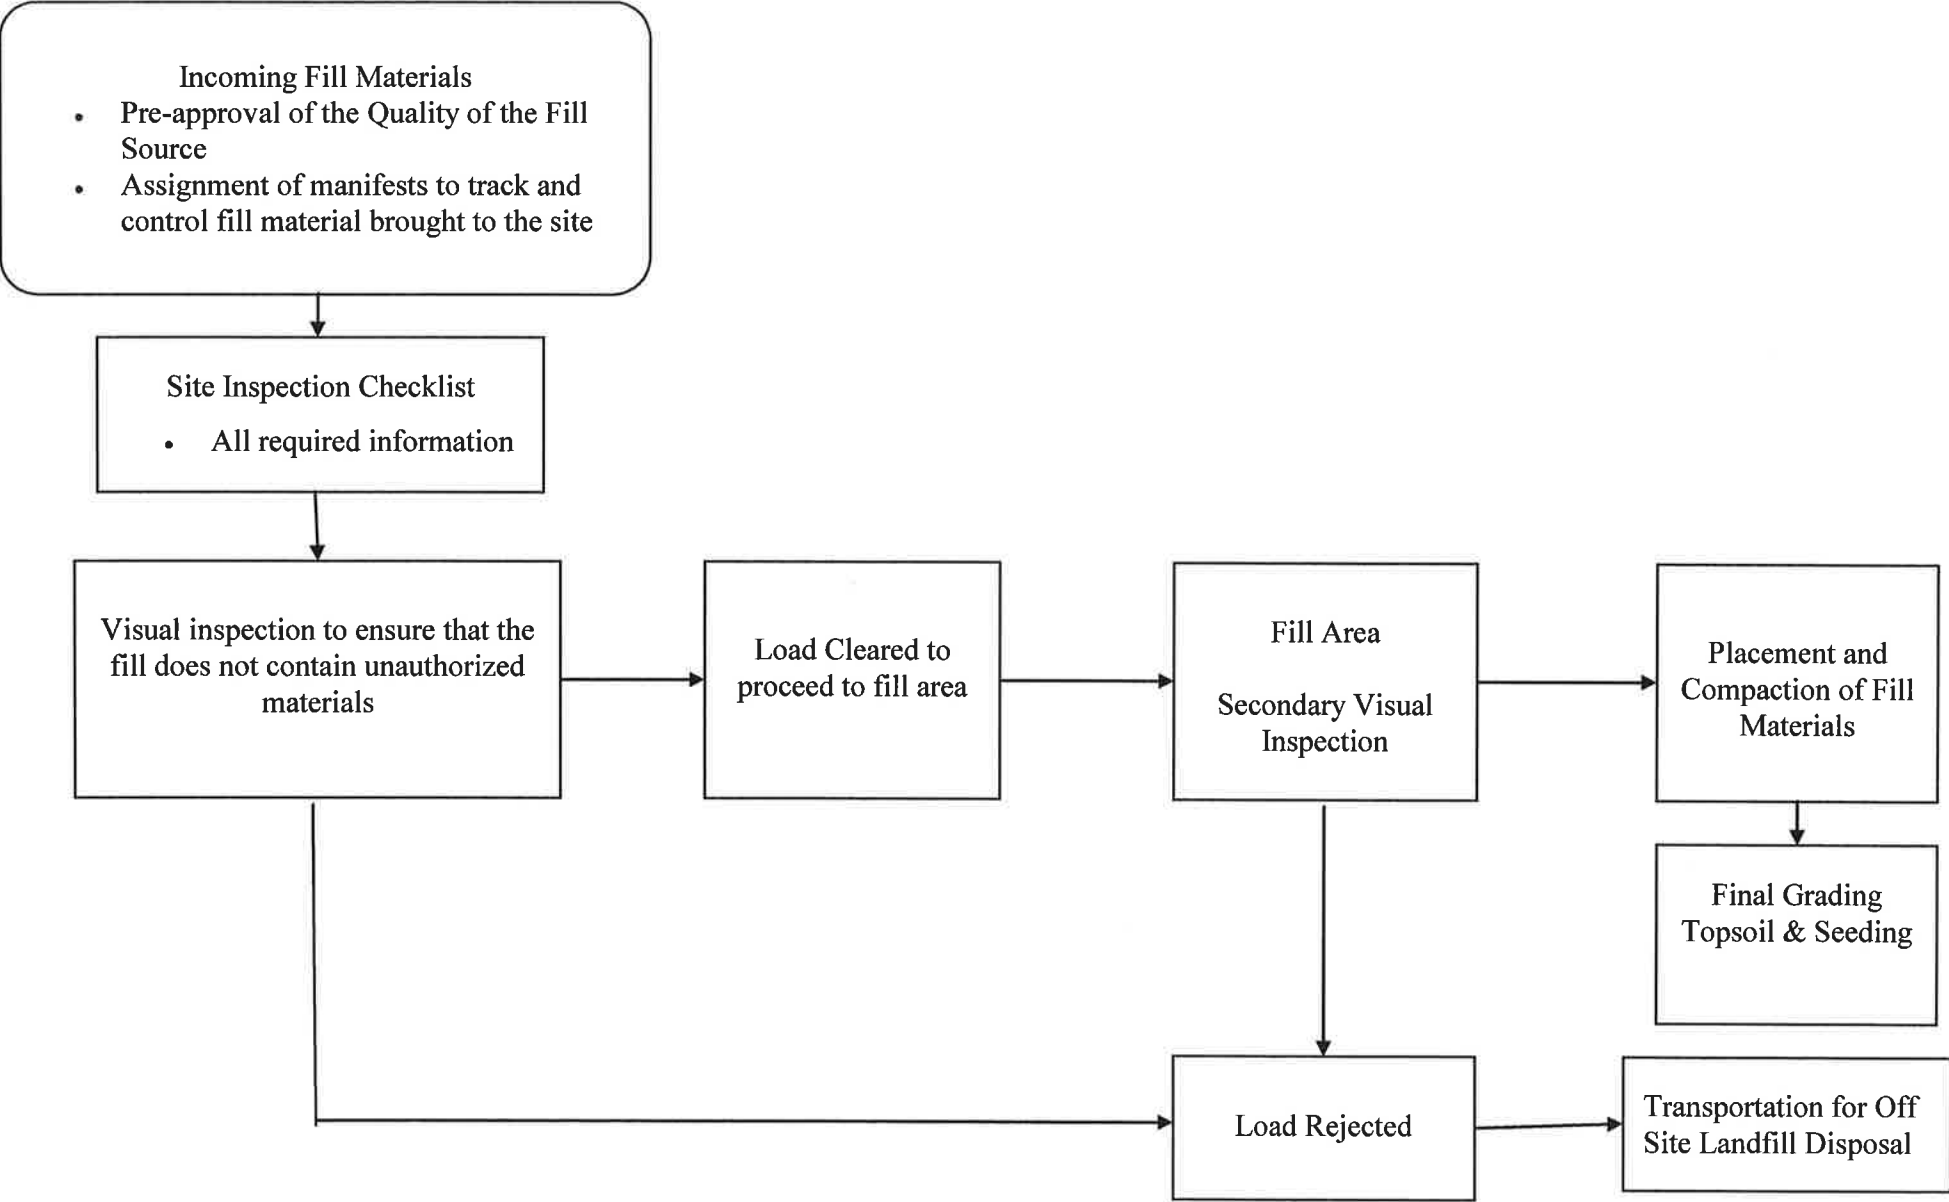 Incoming Fill Materials
• Pre-approval of the Quality of the Fill
Source
• Assignment of manifests to track and
control fill material brought to the site
Site Inspection Checklist
• All required information
Visual inspection to ensure that the
fill does not contain unauthorized
materials
Load Cleared to
proceed to fill area
Fill Area
Secondary Visual
Inspection
Placement and
Compaction of Fill
Materials
Final Grading
Topsoil & Seeding
Load Rejected
Transportation for Off
Site Landfill Disposal